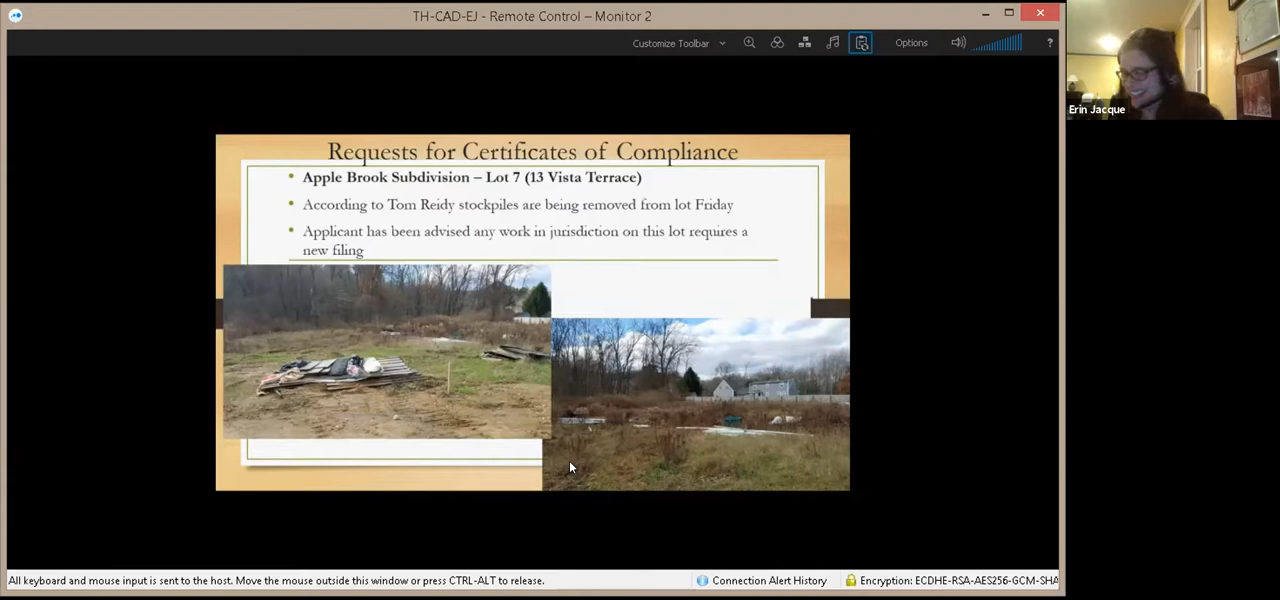 TH-CAD-EJ - Remote Control – Monitor 2
Customize Toolbar
Options
?
Erin Jacque
Requests for Certificates of Compliance
• Apple Brook Subdivision – Lot 7 (13 Vista Terrace)
• According to Tom Reidy stockpiles are being removed from lot Friday
• Applicant has been advised any work in jurisdiction on this lot requires a
new filing
All keyboard and mouse input is sent to the host. Move the mouse outside this window or press CTRL-ALT to release.
Connection Alert History
Encryption: ECDHE-RSA-AES256-GCM-SHA